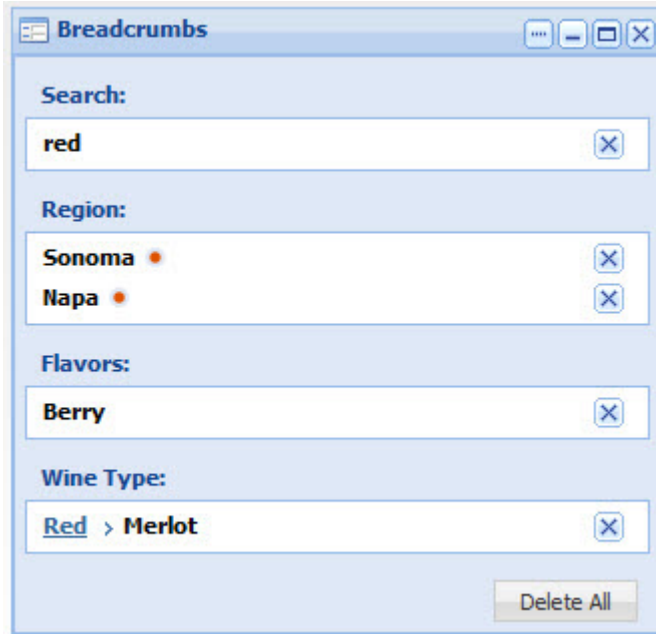 Breadcrumbs
Search:
red
Region:
Sonoma
Napa
Flavors:
Berry
Wine Type:
Red > Merlot
Delete All